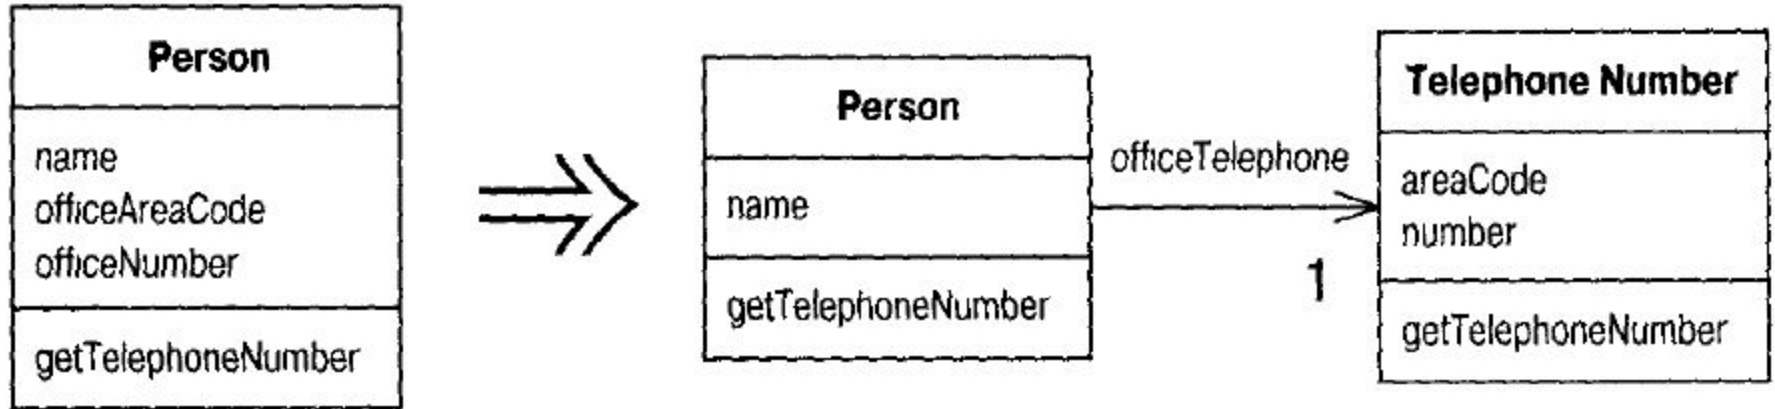 Person
name
officeAreaCode
officeNumber
getTelephoneNumber
Person
name
getTelephoneNumber
officeTelephone
1
Telephone Number
areaCode
number
getTelephoneNumber